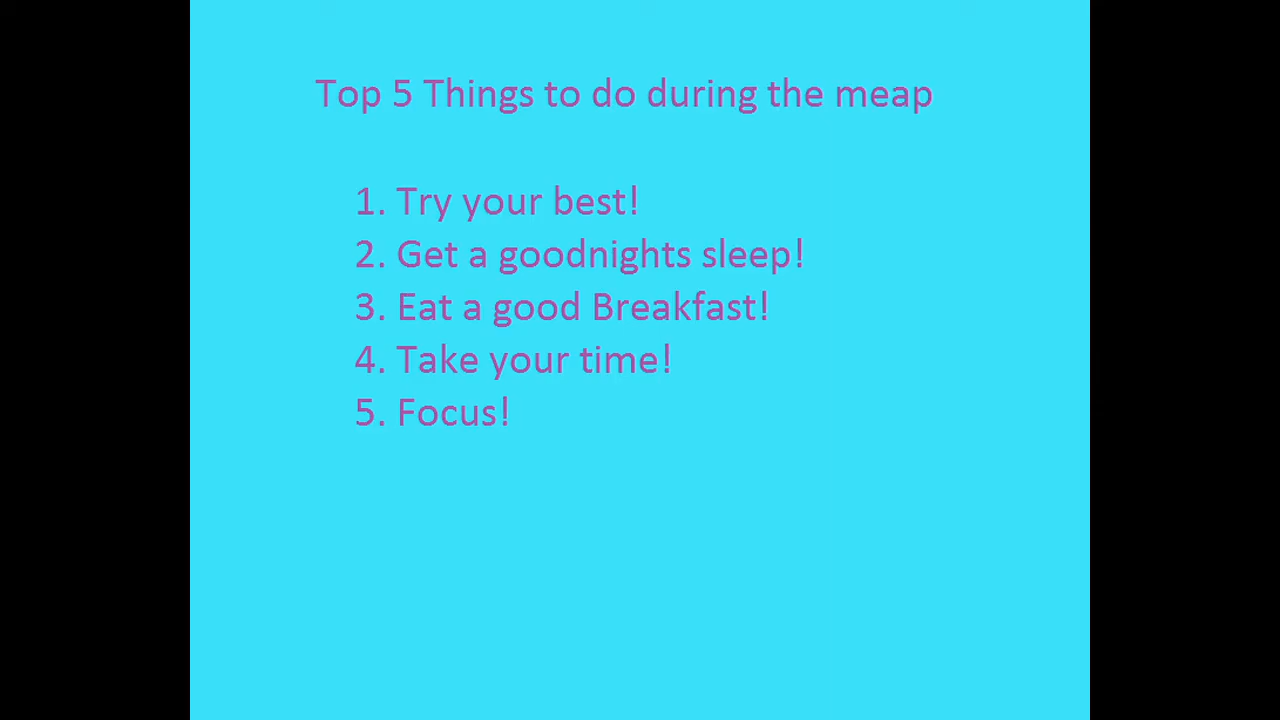 Top 5 Things to do during the meap
1. Try your best!
2. Get a goodnights sleep!
3. Eat a good Breakfast!
4. Take your time!
5. Focus!